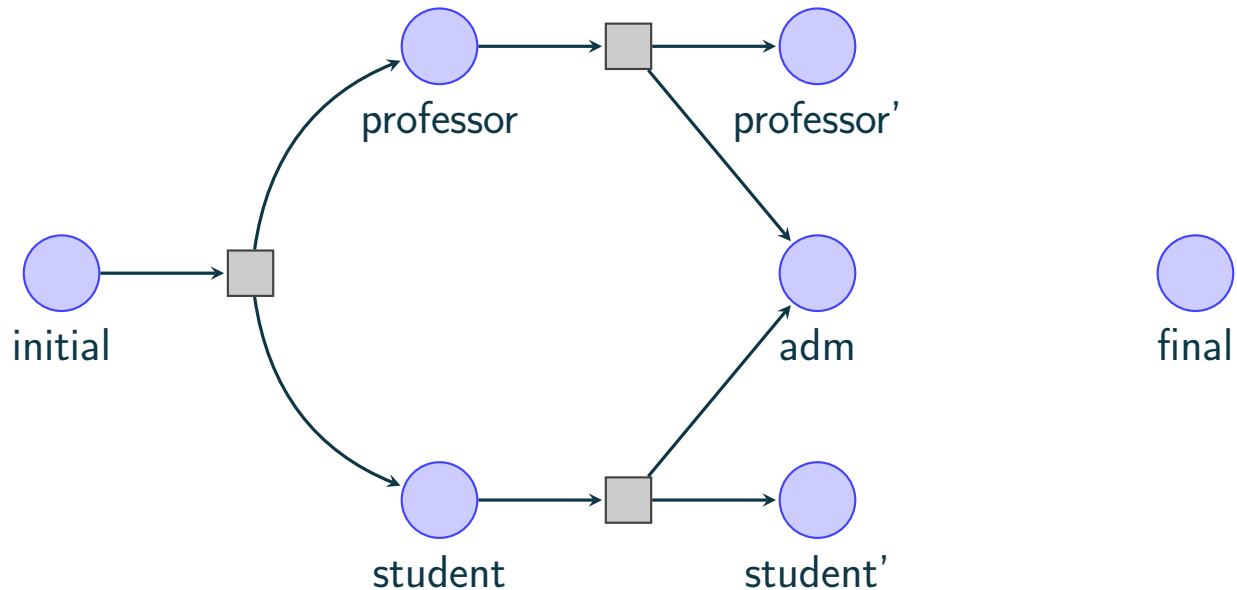 professor
professor'
initial
adm
final
student
student'